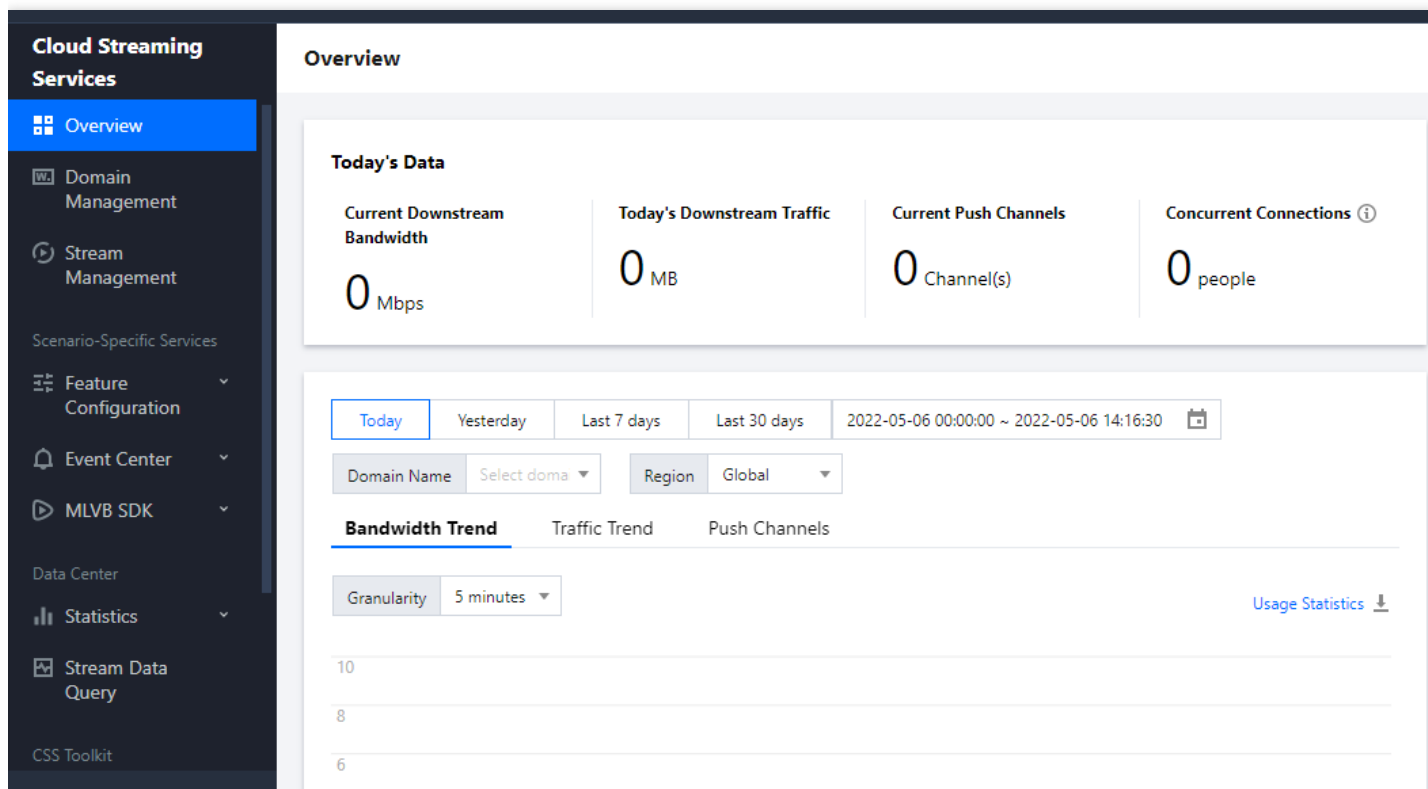 Cloud Streaming
Services
Overview
Domain
Management
Stream
Management
Scenario-Specific Services
Feature
Configuration
Event Center
MLVB SDK
Data Center
Statistics
Stream Data
Query
CSS Toolkit
Overview
Today's Data
Current Downstream
Bandwidth
0 Mbps
Today's Downstream Traffic
0 MB
Current Push Channels
0 Channel(s)
Concurrent Connections
0 people
Today Yesterday Last 7 days Last 30 days 2022-05-06 00:00:00 ~ 2022-05-06 14:16:30
Domain Name Select doma Region Global
Bandwidth Trend Traffic Trend Push Channels
Granularity 5 minutes
Usage Statistics
10
8
6